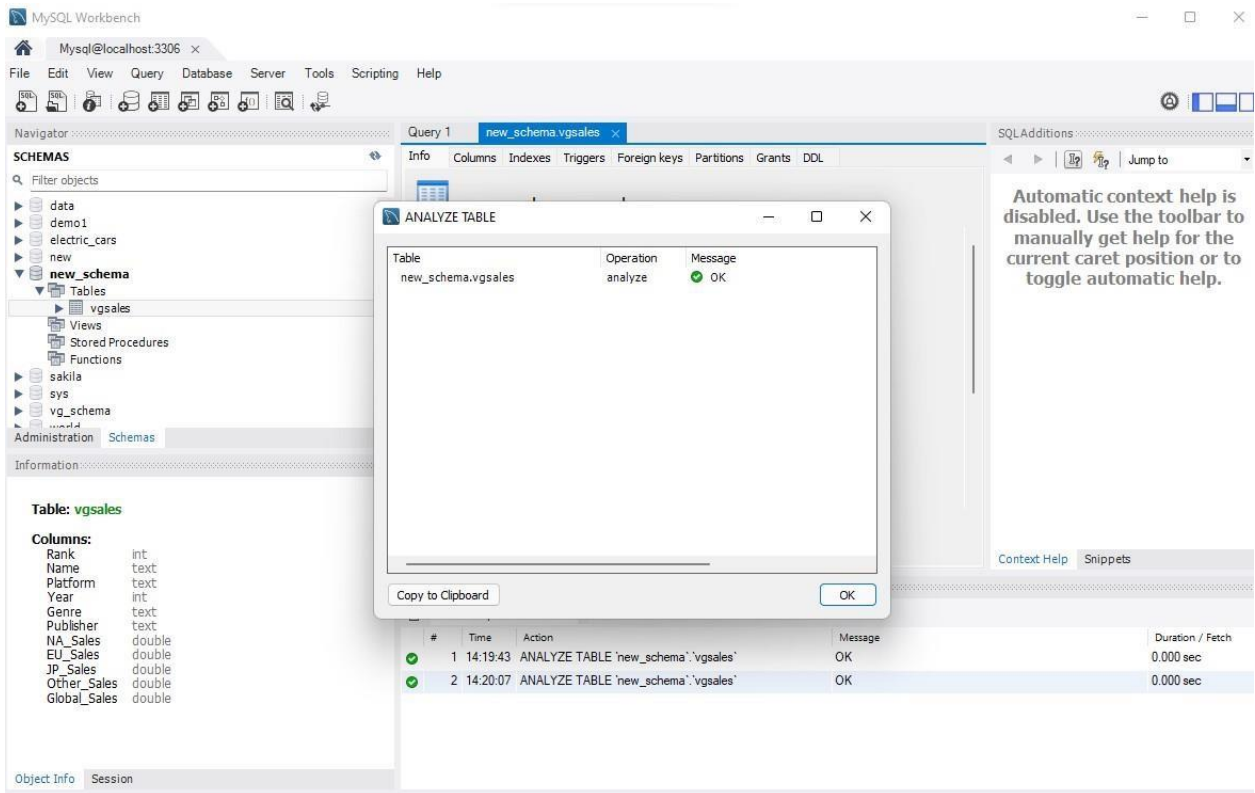 MySQL Workbench
Mysql@localhost:3306
File Edit View Query Database Server Tools Scripting Help
Navigator
SCHEMAS
Filter objects
data
demo1
electric_cars
new
new_schema
Tables
vgsales
Views
Stored Procedures
Functions
sakila
sys
vg_schema
Administration Schemas
Information
Table: vgsales
Columns:
Rank int
Name text
Platform text
Year int
Genre text
Publisher text
NA_Sales double
EU_Sales double
JP_Sales double
Other_Sales double
Global_Sales double
Object Info Session
Query 1 new_schema.vgsales
Info Columns Indexes Triggers Foreign keys Partitions Grants DDL
ANALYZE TABLE
Table Operation Message
new_schema.vgsales analyze OK
Copy to Clipboard OK
# Time Action Message Duration / Fetch
1 14:19:43 ANALYZE TABLE `new_schema`.`vgsales` OK 0.000 sec
2 14:20:07 ANALYZE TABLE `new_schema`.`vgsales` OK 0.000 sec
SQLAdditions
Jump to
Automatic context help is
disabled. Use the toolbar to
manually get help for the
current caret position or to
toggle automatic help.
Context Help Snippets